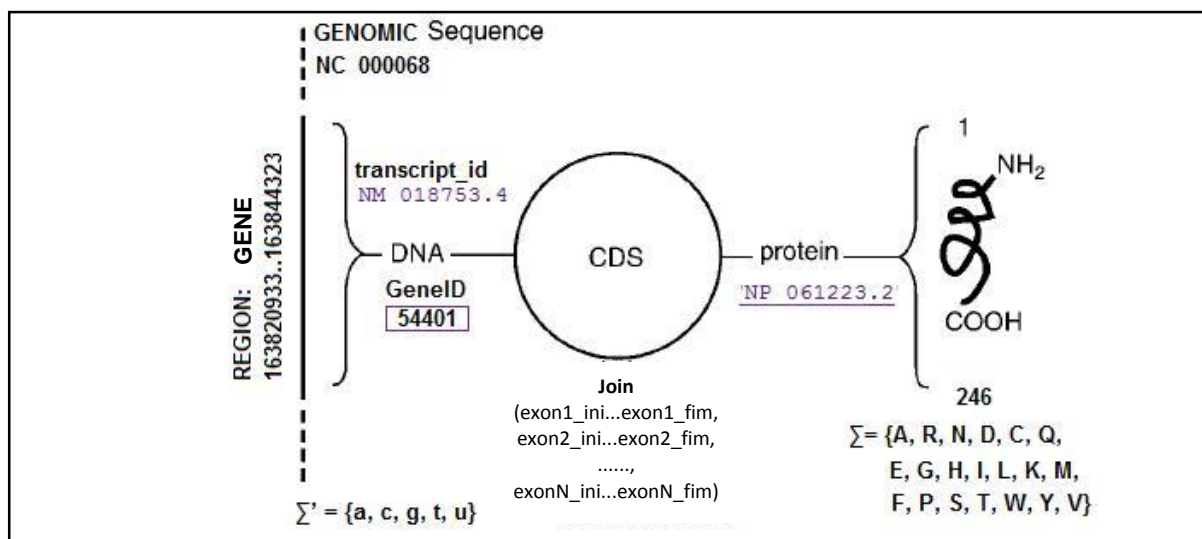 GENOMIC Sequence
NC 000068
REGION: GENE
163820933..163844323
transcript_id
NM 018753.4
DNA
GeneID
54401
CDS
Join
(exon1_ini...exon1_fim,
exon2_ini...exon2_fim,
......,
exonN_ini...exonN_fim)
protein
'NP 061223.2'
1
NH2
COOH
246
∑= {A, R, N, D, C, Q,
E, G, H, I, L, K, M,
F, P, S, T, W, Y, V}
∑' = {a, c, g, t, u}